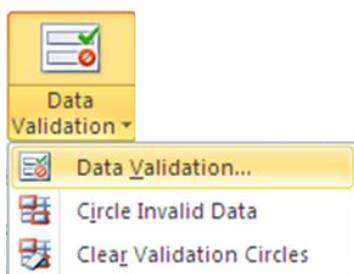 Data
Validation
Data Validation...
Circle Invalid Data
Clear Validation Circles